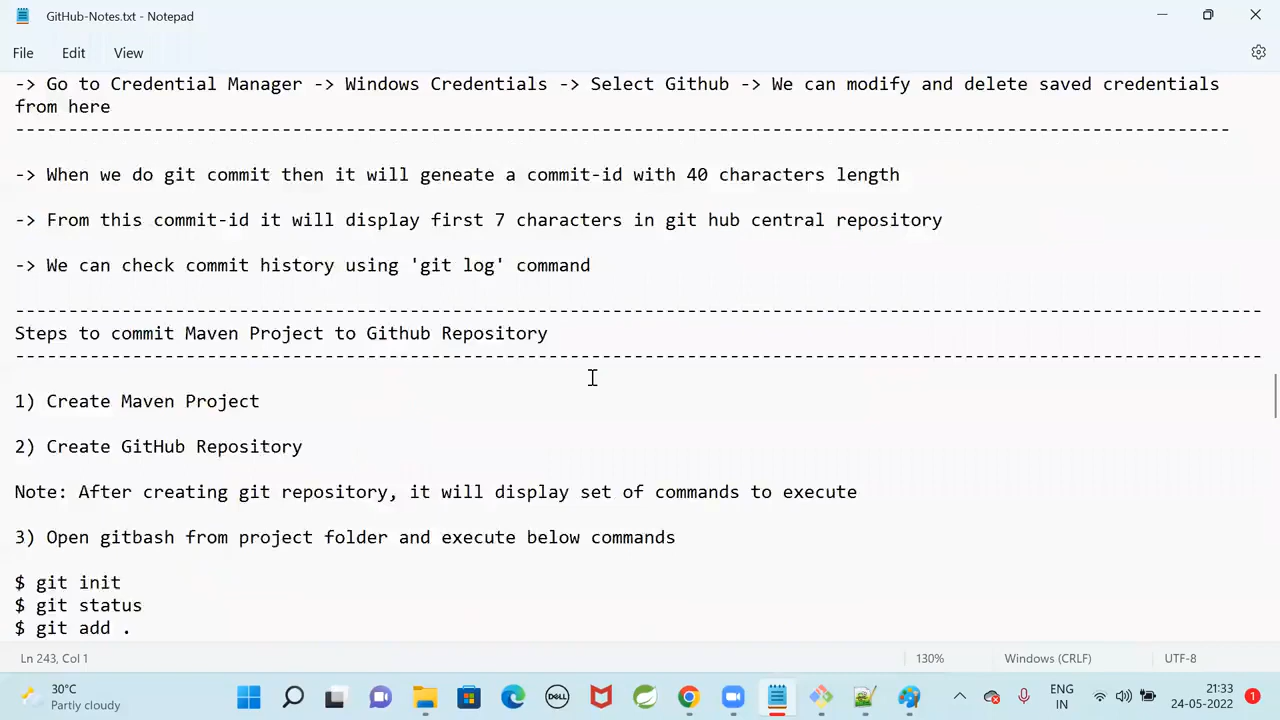 GitHub-Notes.txt - Notepad
File Edit View
-> Go to Credential Manager -> Windows Credentials -> Select Github -> We can modify and delete saved credentials
from here
------------------------------------------------------------------------------------------------------------------
-> When we do git commit then it will geneate a commit-id with 40 characters length
-> From this commit-id it will display first 7 characters in git hub central repository
-> We can check commit history using 'git log' command
---------------------------------------------------------------------------------------------------------------------
Steps to commit Maven Project to Github Repository
---------------------------------------------------------------------------------------------------------------------
1) Create Maven Project
2) Create GitHub Repository
Note: After creating git repository, it will display set of commands to execute
3) Open gitbash from project folder and execute below commands
$ git init
$ git status
$ git add .
Ln 243, Col 1 130% Windows (CRLF) UTF-8
30°C
Partly cloudy
DELL
ENG
IN
21:33
24-05-2022
1